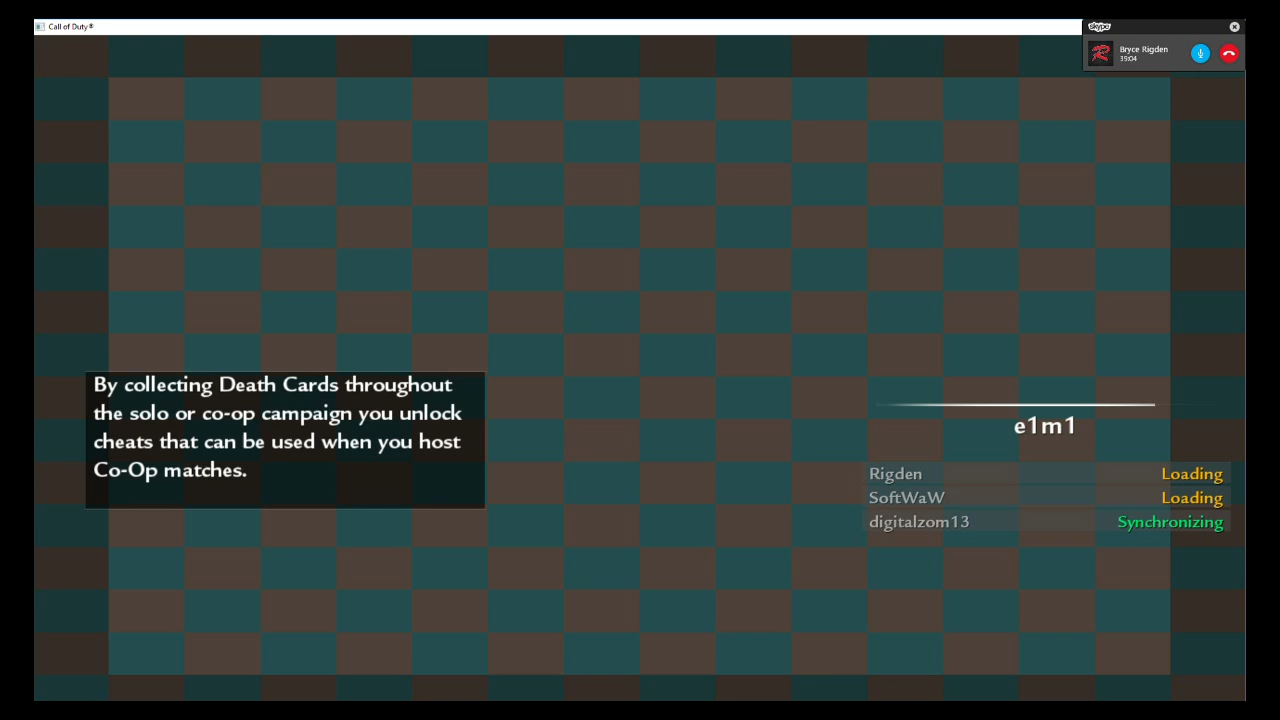 Call of Duty®
skype
Bryce Rigden
39:04
By collecting Death Cards throughout
the solo or co-op campaign you unlock
cheats that can be used when you host
Co-Op matches.
e1m1
Rigden Loading
SoftWaW Loading
digitalzom13 Synchronizing